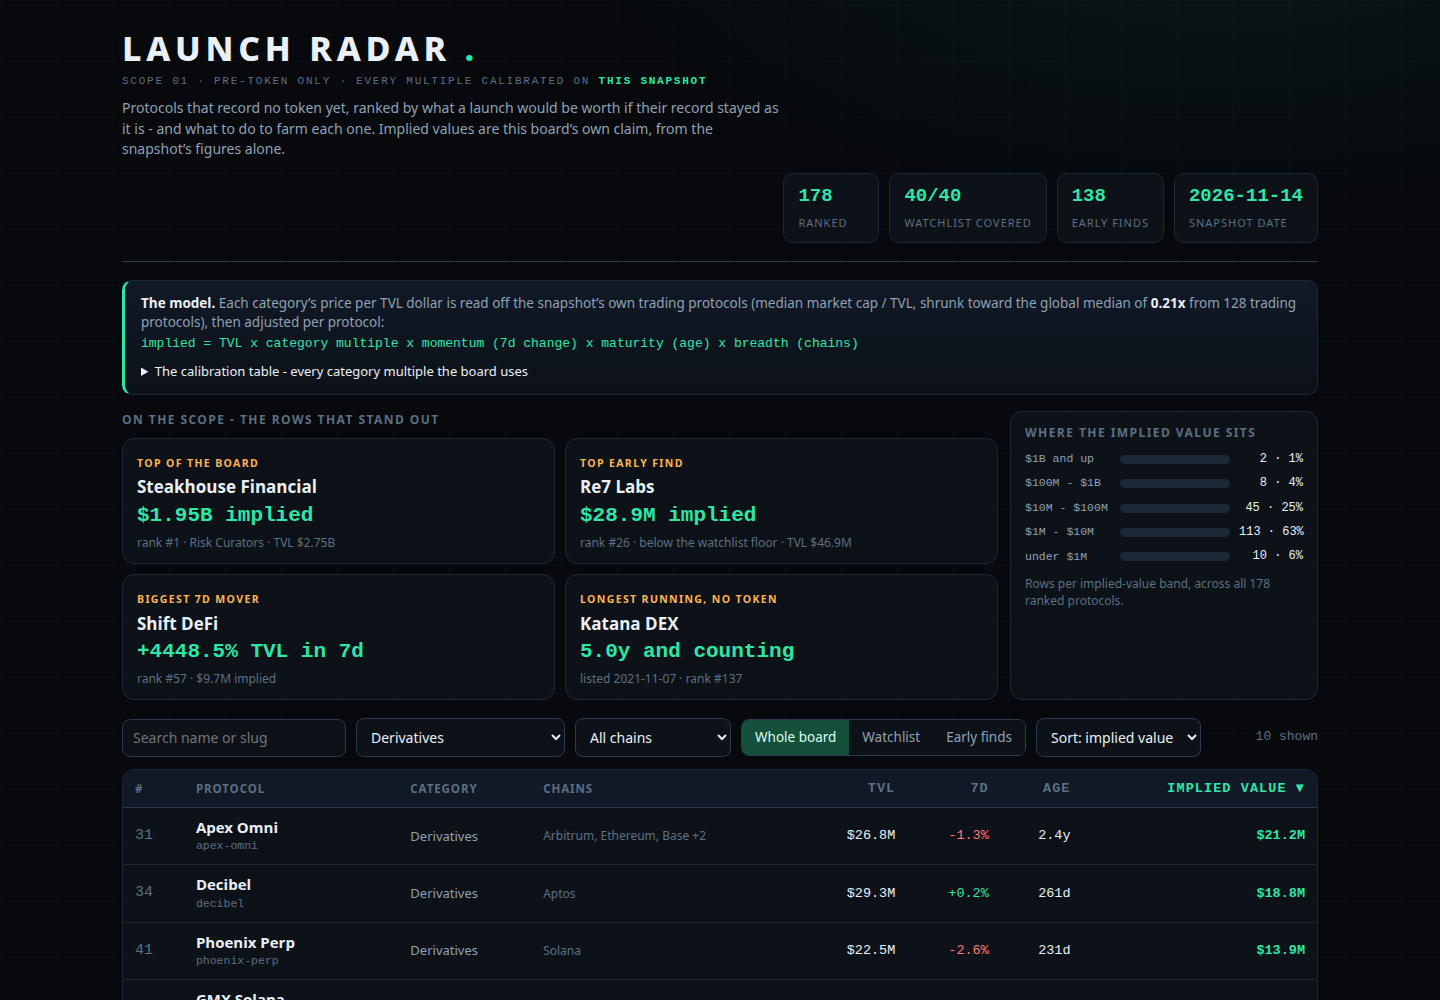 LAUNCH RADAR .
SCOPE 01 · PRE-TOKEN ONLY · EVERY MULTIPLE CALIBRATED ON THIS SNAPSHOT
Protocols that record no token yet, ranked by what a launch would be worth if their record stayed as
it is - and what to do to farm each one. Implied values are this board's own claim, from the
snapshot's figures alone.
178 40/40 138 2026-11-14
RANKED WATCHLIST COVERED EARLY FINDS SNAPSHOT DATE
The model. Each category's price per TVL dollar is read off the snapshot's own trading protocols (median market cap / TVL, shrunk toward the global median of 0.21x from 128 trading
protocols), then adjusted per protocol:
implied = TVL x category multiple x momentum (7d change) x maturity (age) x breadth (chains)
▶ The calibration table - every category multiple the board uses
ON THE SCOPE - THE ROWS THAT STAND OUT
TOP OF THE BOARD
Steakhouse Financial
$1.95B implied
rank #1 · Risk Curators · TVL $2.75B
TOP EARLY FIND
Re7 Labs
$28.9M implied
rank #26 · below the watchlist floor · TVL $46.9M
BIGGEST 7D MOVER
Shift DeFi
+4448.5% TVL in 7d
rank #57 · $9.7M implied
LONGEST RUNNING, NO TOKEN
Katana DEX
5.0y and counting
listed 2021-11-07 · rank #137
WHERE THE IMPLIED VALUE SITS
$1B and up 2 · 1%
$100M - $1B 8 · 4%
$10M - $100M 45 · 25%
$1M - $10M 113 · 63%
under $1M 10 · 6%
Rows per implied-value band, across all 178
ranked protocols.
Search name or slug Derivatives All chains Whole board Watchlist Early finds Sort: implied value 10 shown
# PROTOCOL CATEGORY CHAINS TVL 7D AGE IMPLIED VALUE ▼
31 Apex Omni Derivatives Arbitrum, Ethereum, Base +2 $26.8M -1.3% 2.4y $21.2M
apex-omni
34 Decibel Derivatives Aptos $29.3M +0.2% 261d $18.8M
decibel
41 Phoenix Perp Derivatives Solana $22.5M -2.6% 231d $13.9M
phoenix-perp
GMX Solana